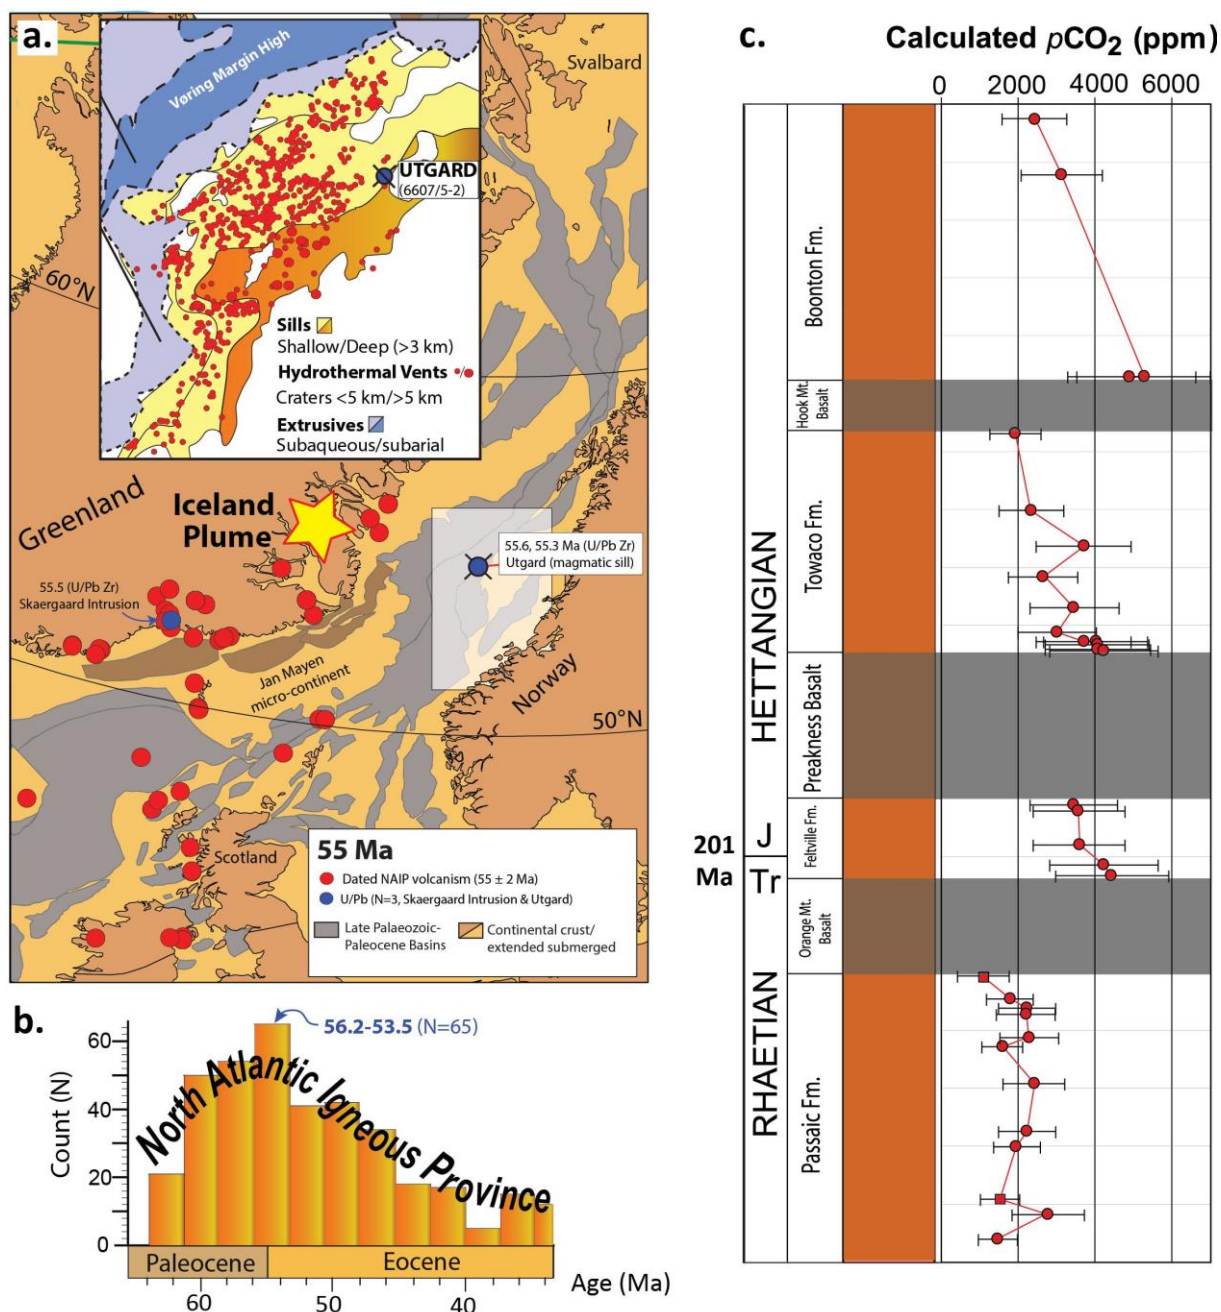 a.
Vøring Margin High
UTGARD
(6607/5-2)
Sills
Shallow/Deep (>3 km)
Hydrothermal Vents
Craters <5 km/>5 km
Extrusives
Subaqueous/subarial
Svalbard
60°N
Greenland
Iceland
Plume
55.6, 55.3 Ma (U/Pb Zr)
Utgard (magmatic sill)
55.5 (U/Pb Zr)
Skaergaard Intrusion
Jan Mayen
micro-continent
Norway
50°N
Scotland
55 Ma
Dated NAIP volcanism (55 ± 2 Ma)
U/Pb (N=3, Skaergaard Intrusion & Utgard)
Late Palaeozoic-
Paleocene Basins
Continental crust/
extended submerged
b.
56.2-53.5 (N=65)
North Atlantic Igneous Province
Count (N)
60
40
20
0
Paleocene
Eocene
60
50
40
Age (Ma)
c.
Calculated pCO2 (ppm)
0 2000 4000 6000
HETTANGIAN
J
201
Ma
Tr
RHAETIAN
Boonton Fm.
Hook Mt.
Basalt
Towaco Fm.
Preakness Basalt
Feltville Fm.
Orange Mt.
Basalt
Passaic Fm.